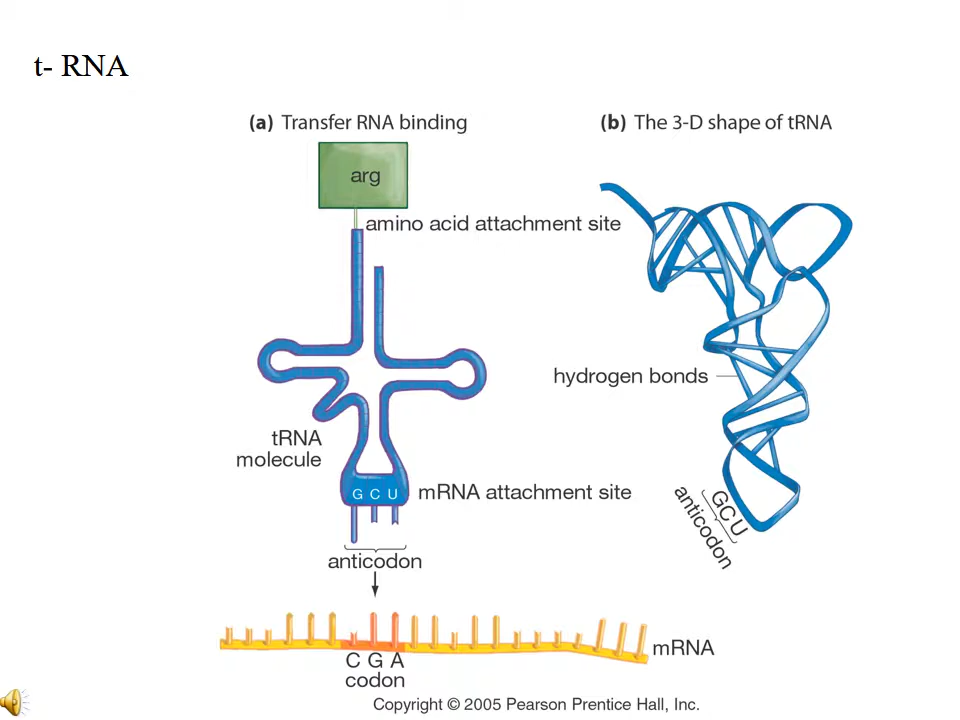 t- RNA
(a) Transfer RNA binding
(b) The 3-D shape of tRNA
arg
amino acid attachment site
hydrogen bonds
tRNA
molecule
G C U
mRNA attachment site
GCU
anticodon
anticodon
mRNA
C G A
codon
Copyright © 2005 Pearson Prentice Hall, Inc.